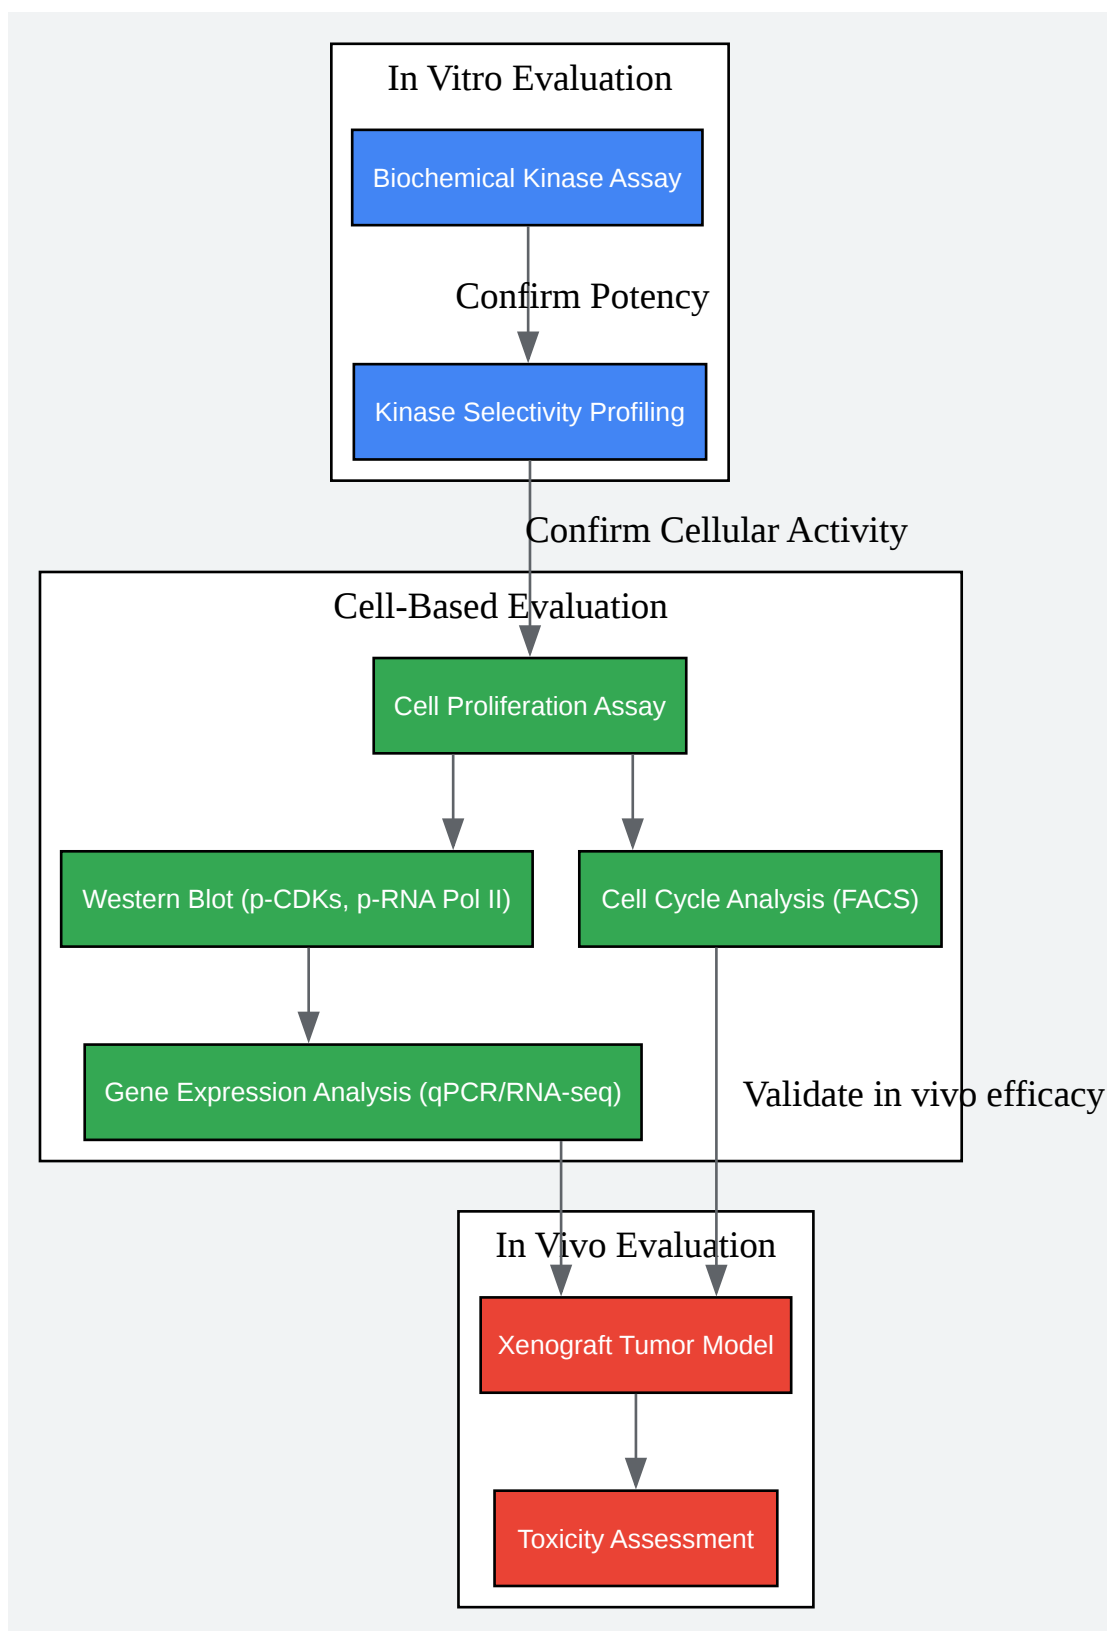 In Vitro Evaluation
Biochemical Kinase Assay
Confirm Potency
Kinase Selectivity Profiling
Confirm Cellular Activity
Cell-Based Evaluation
Cell Proliferation Assay
Western Blot (p-CDKs, p-RNA Pol II)
Cell Cycle Analysis (FACS)
Gene Expression Analysis (qPCR/RNA-seq)
Validate in vivo efficacy
In Vivo Evaluation
Xenograft Tumor Model
Toxicity Assessment